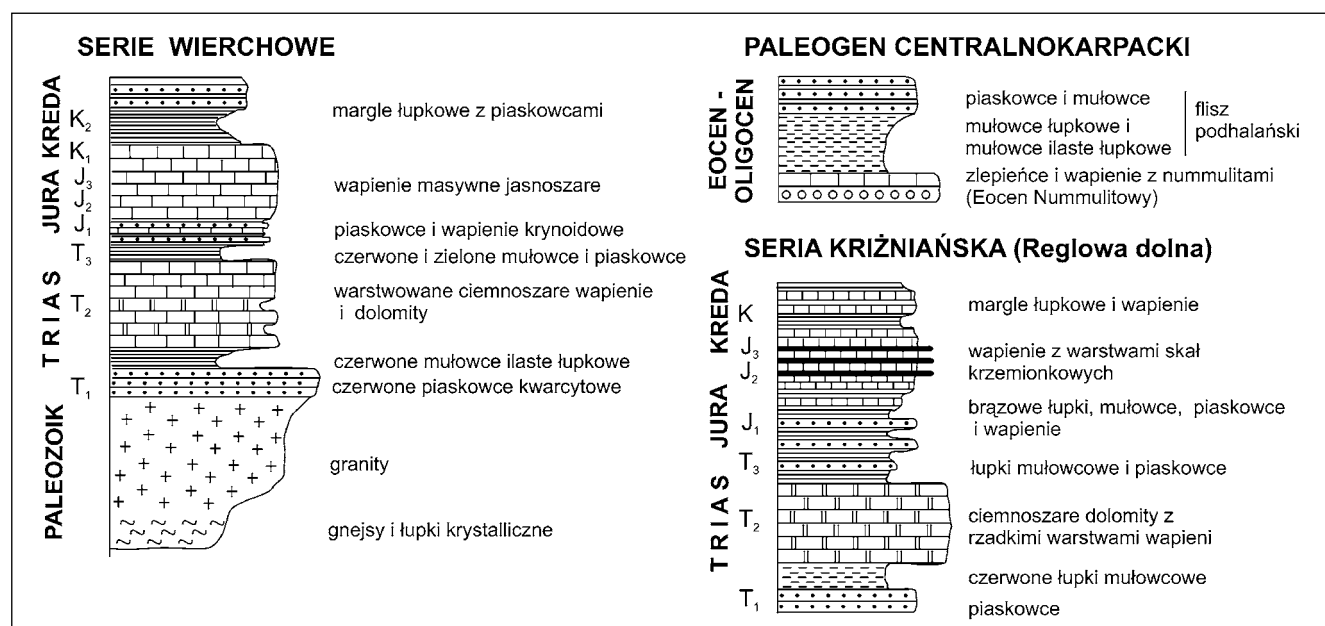 SERIE WIERCHOWE
KREDA
JURA
TRIAS
PALEOZOIK
K2
K1
J3
J2
J1
T3
T2
T1
margle łupkowe z piaskowcami
wapienie masywne jasnoszare
piaskowce i wapienie krynoidowe
czerwone i zielone mułowce i piaskowce
warstwowane ciemnoszare wapienie
i dolomity
czerwone mułowce ilaste łupkowe
czerwone piaskowce kwarcytowe
granity
gnejsy i łupki krystalliczne
PALEOGEN CENTRALNOKARPACKI
EOCEN -
OLIGOCEN
piaskowce i mułowce
mułowce łupkowe i
mułowce ilaste łupkowe
flisz
podhalański
zlepieńce i wapienie z nummulitami
(Eocen Nummulitowy)
SERIA KRIŻNIAŃSKA (Reglowa dolna)
KREDA
JURA
TRIAS
K
J3
J2
J1
T3
T2
T1
margle łupkowe i wapienie
wapienie z warstwami skał
krzemionkowych
brązowe łupki, mułowce, piaskowce
i wapienie
łupki mułowcowe i piaskowce
ciemnoszare dolomity z
rzadkimi warstwami wapieni
czerwone łupki mułowcowe
piaskowce